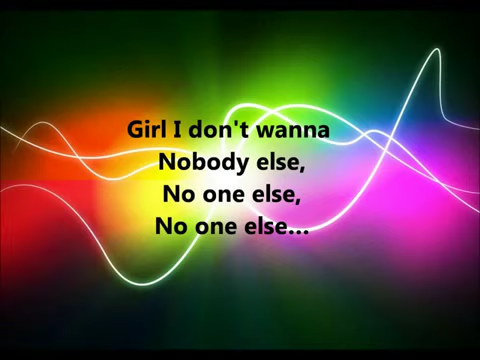 Girl I don't wanna
Nobody else,
No one else,
No one else...